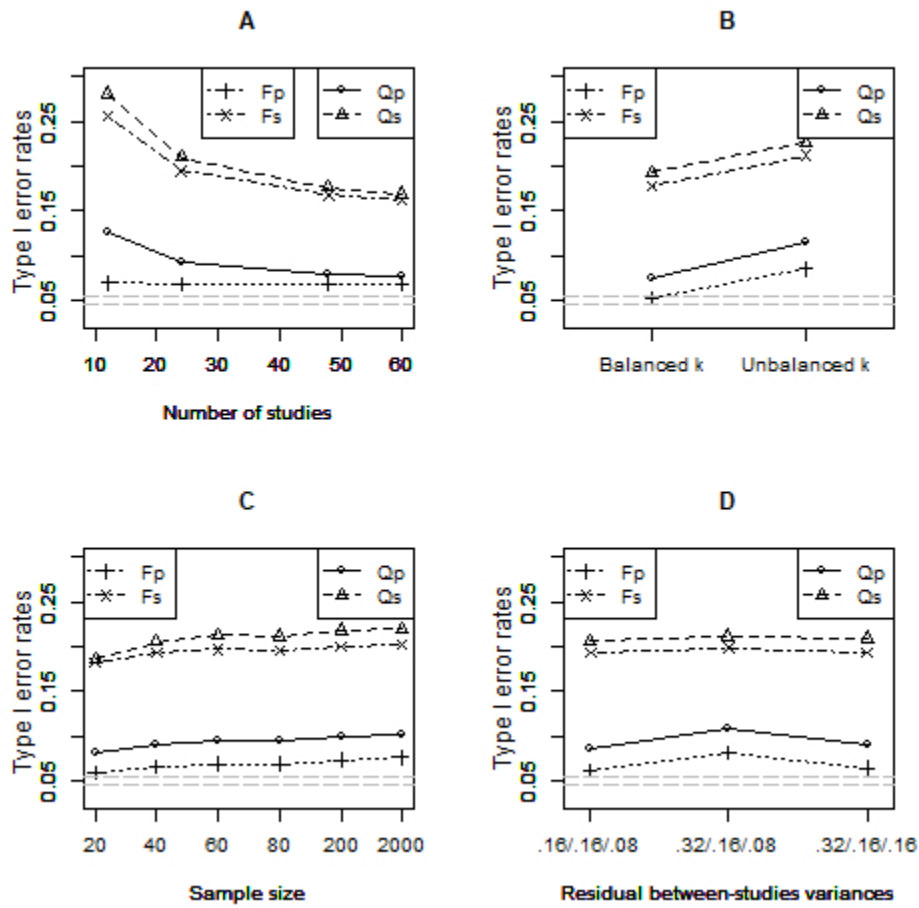 A
Fp
Fs
Qp
Qs
Type I error rates
0.05 0.15 0.25
10 20 30 40 50 60
Number of studies
B
Fp
Fs
Qp
Qs
Type I error rates
0.05 0.15 0.25
Balanced k Unbalanced k
C
Fp
Fs
Qp
Qs
Type I error rates
0.05 0.15 0.25
20 40 60 80 200 2000
Sample size
D
Fp
Fs
Qp
Qs
Type I error rates
0.05 0.15 0.25
.16/.16/.08 .32/.16/.08 .32/.16/.16
Residual between-studies variances